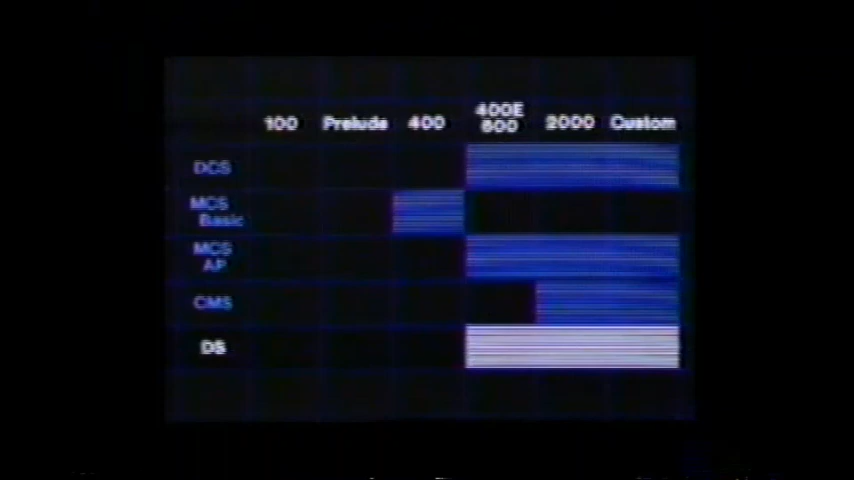 100 Prelude 400 400E 2000 Custom
600
DCS
MCS
Basic
MCS
AP
CMS
DS